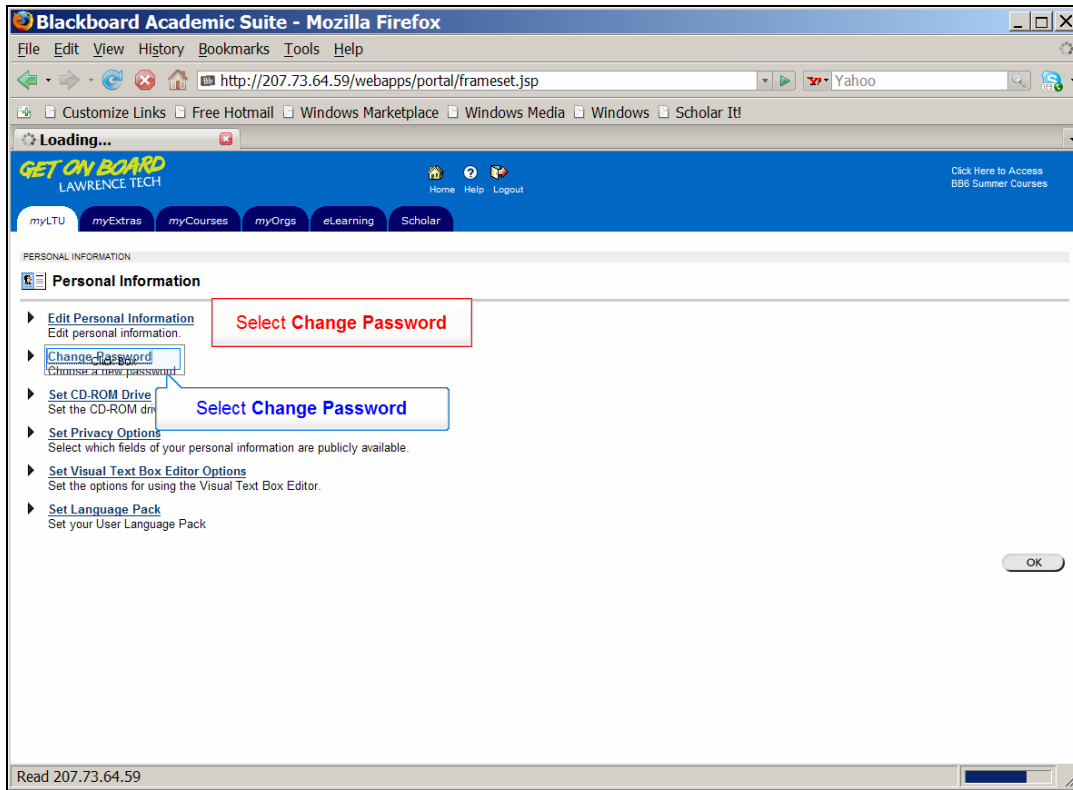 Blackboard Academic Suite - Mozilla Firefox
File Edit View History Bookmarks Tools Help
http://207.73.64.59/webapps/portal/frameset.jsp Yahoo
Customize Links Free Hotmail Windows Marketplace Windows Media Windows Scholar It!
Loading...
GET ON BOARD
LAWRENCE TECH
Home Help Logout
Click Here to Access
BB6 Summer Courses
myLTU myExtras myCourses myOrgs eLearning Scholar
PERSONAL INFORMATION
Personal Information
Edit Personal Information
Edit personal information.
Select Change Password
Change Password
Click Box
Choose a new password
Select Change Password
Set CD-ROM Drive
Set the CD-ROM driv
Set Privacy Options
Select which fields of your personal information are publicly available.
Set Visual Text Box Editor Options
Set the options for using the Visual Text Box Editor.
Set Language Pack
Set your User Language Pack
OK
Read 207.73.64.59